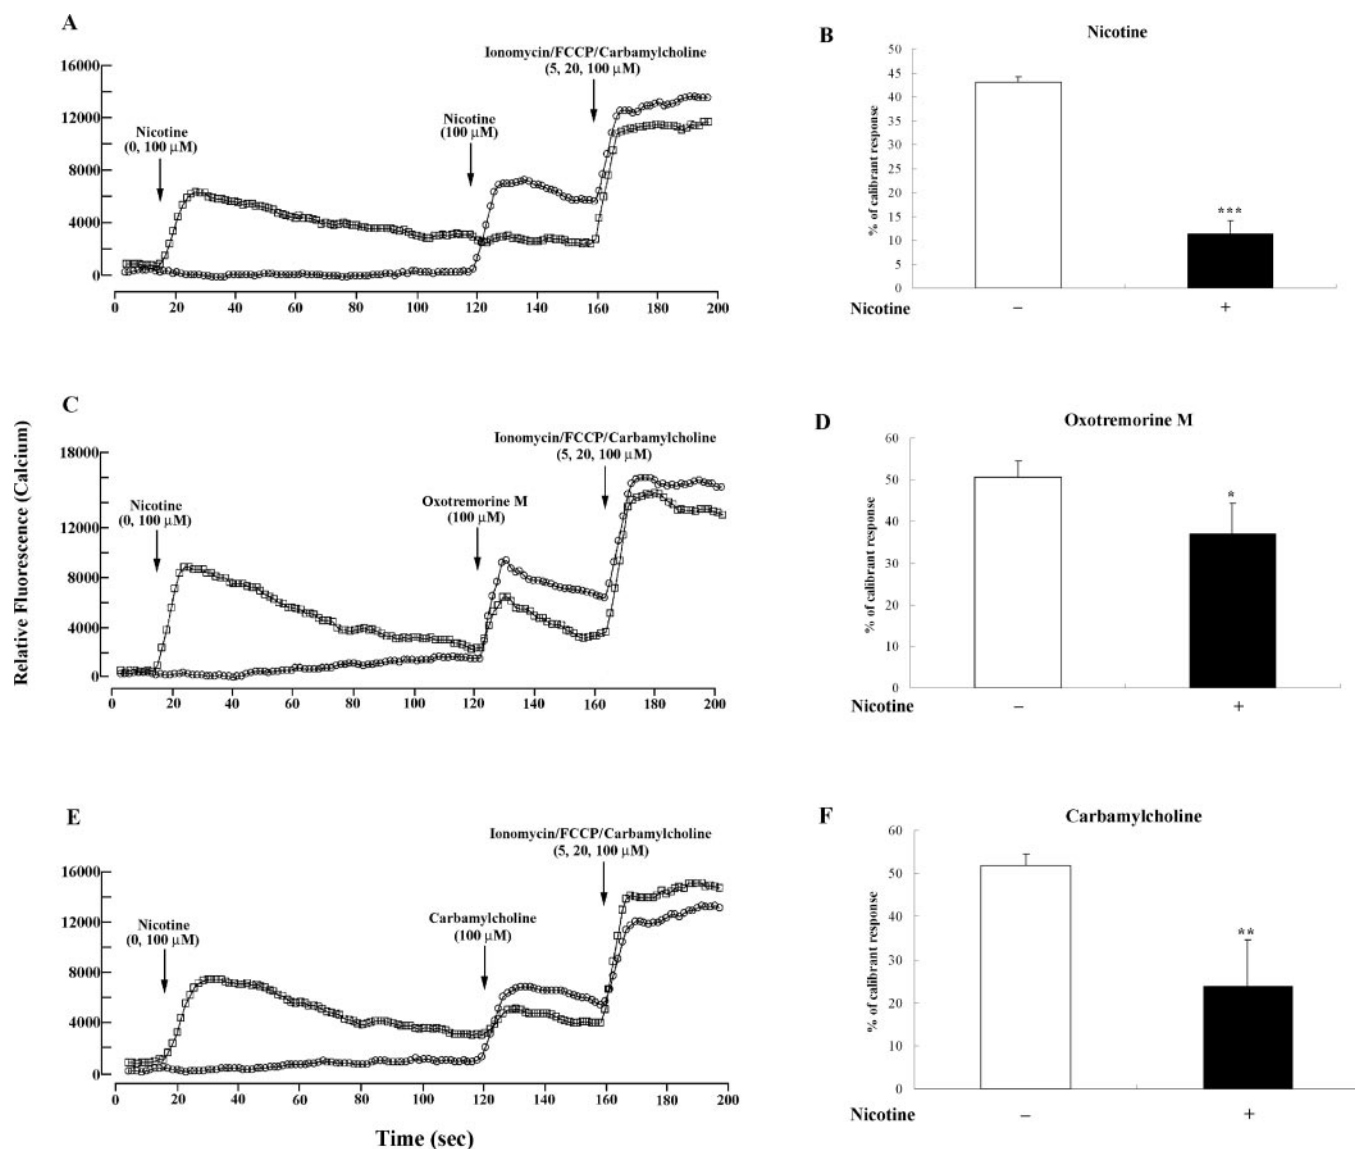 A
Ionomycin/FCCP/Carbamylcholine
(5, 20, 100 μM)
Nicotine
(0, 100 μM)
Nicotine
(100 μM)
16000
12000
8000
4000
0
0 20 40 60 80 100 120 140 160 180 200
B
Nicotine
% of calibrant response
50
45
40
35
30
25
20
15
10
5
0
***
Nicotine – +
Relative Fluorescence (Calcium)
C
Ionomycin/FCCP/Carbamylcholine
(5, 20, 100 μM)
Nicotine
(0, 100 μM)
Oxotremorine M
(100 μM)
18000
16000
12000
8000
4000
0
0 20 40 60 80 100 120 140 160 180 200
D
Oxotremorine M
% of calibrant response
60
50
40
30
20
10
0
*
Nicotine – +
E
Ionomycin/FCCP/Carbamylcholine
(5, 20, 100 μM)
Nicotine
(0, 100 μM)
Carbamylcholine
(100 μM)
16000
12000
8000
4000
0
0 20 40 60 80 100 120 140 160 180 200
Time (sec)
F
Carbamylcholine
% of calibrant response
60
50
40
30
20
10
0
**
Nicotine – +